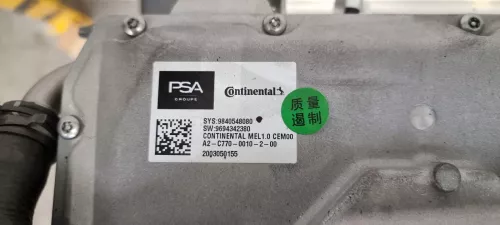 PSA
GROUPE
Continental
SYS:9840548080
SW:9694342380
CONTINENTAL MEL1.0 CEM00
A2-C770-0010-2-00
2003050155
质量
遏制